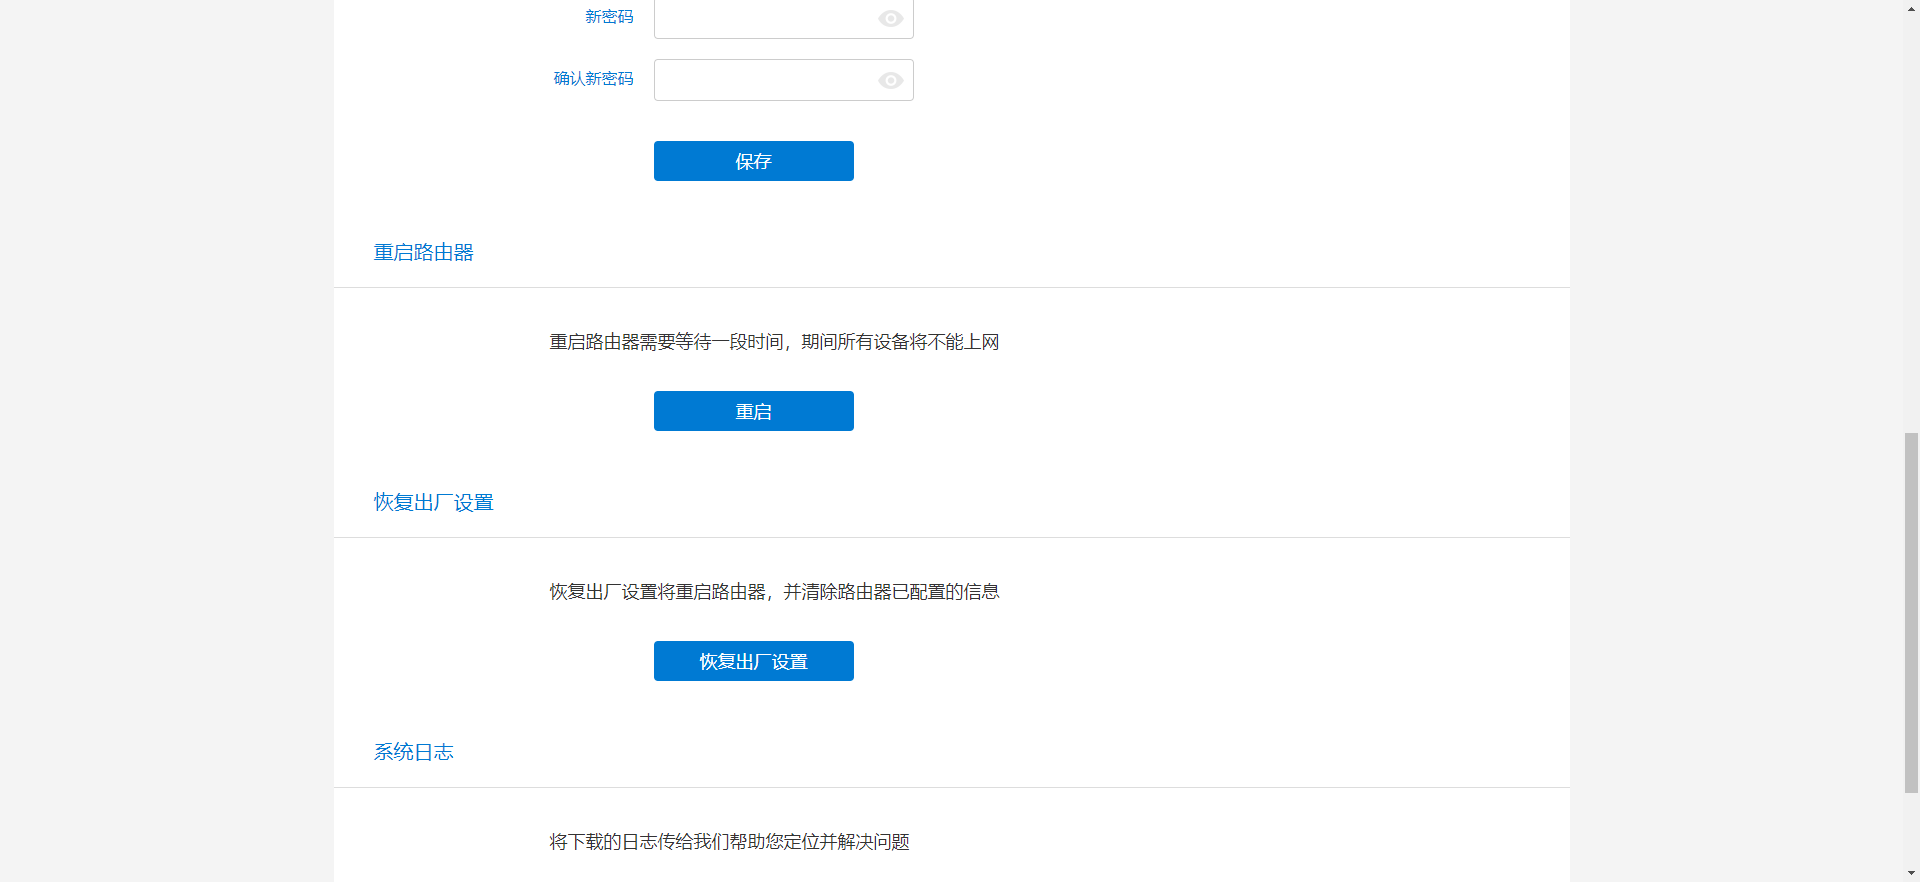 新密码
确认新密码
保存
重启路由器
重启路由器需要等待一段时间，期间所有设备将不能上网
重启
恢复出厂设置
恢复出厂设置将重启路由器，并清除路由器已配置的信息
恢复出厂设置
系统日志
将下载的日志传给我们帮助您定位并解决问题